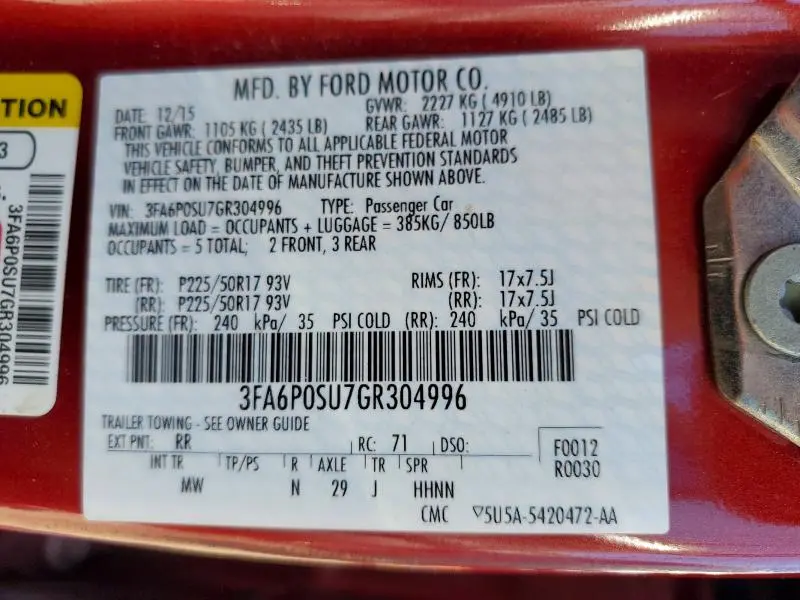 MFD. BY FORD MOTOR CO.
DATE: 12/15 GVWR: 2227 KG ( 4910 LB)
FRONT GAWR: 1105 KG ( 2435 LB) REAR GAWR: 1127 KG ( 2485 LB)
THIS VEHICLE CONFORMS TO ALL APPLICABLE FEDERAL MOTOR
VEHICLE SAFETY, BUMPER, AND THEFT PREVENTION STANDARDS
IN EFFECT ON THE DATE OF MANUFACTURE SHOWN ABOVE.
VIN: 3FA6P0SU7GR304996 TYPE: Passenger Car
MAXIMUM LOAD = OCCUPANTS + LUGGAGE = 385KG/ 850LB
OCCUPANTS = 5 TOTAL; 2 FRONT, 3 REAR
TIRE (FR): P225/50R17 93V RIMS (FR): 17x7.5J
(RR): P225/50R17 93V (RR): 17x7.5J
PRESSURE (FR): 240 kPa/ 35 PSI COLD (RR): 240 kPa/ 35 PSI COLD
3FA6P0SU7GR304996
TRAILER TOWING - SEE OWNER GUIDE
EXT PNT: RR RC: 71 DSO:
F0012
R0030
INT TR TP/PS R AXLE TR SPR
MW N 29 J HHNN
CMC ▽5U5A-5420472-AA
TION
3
3FA6P0SU7GR304996